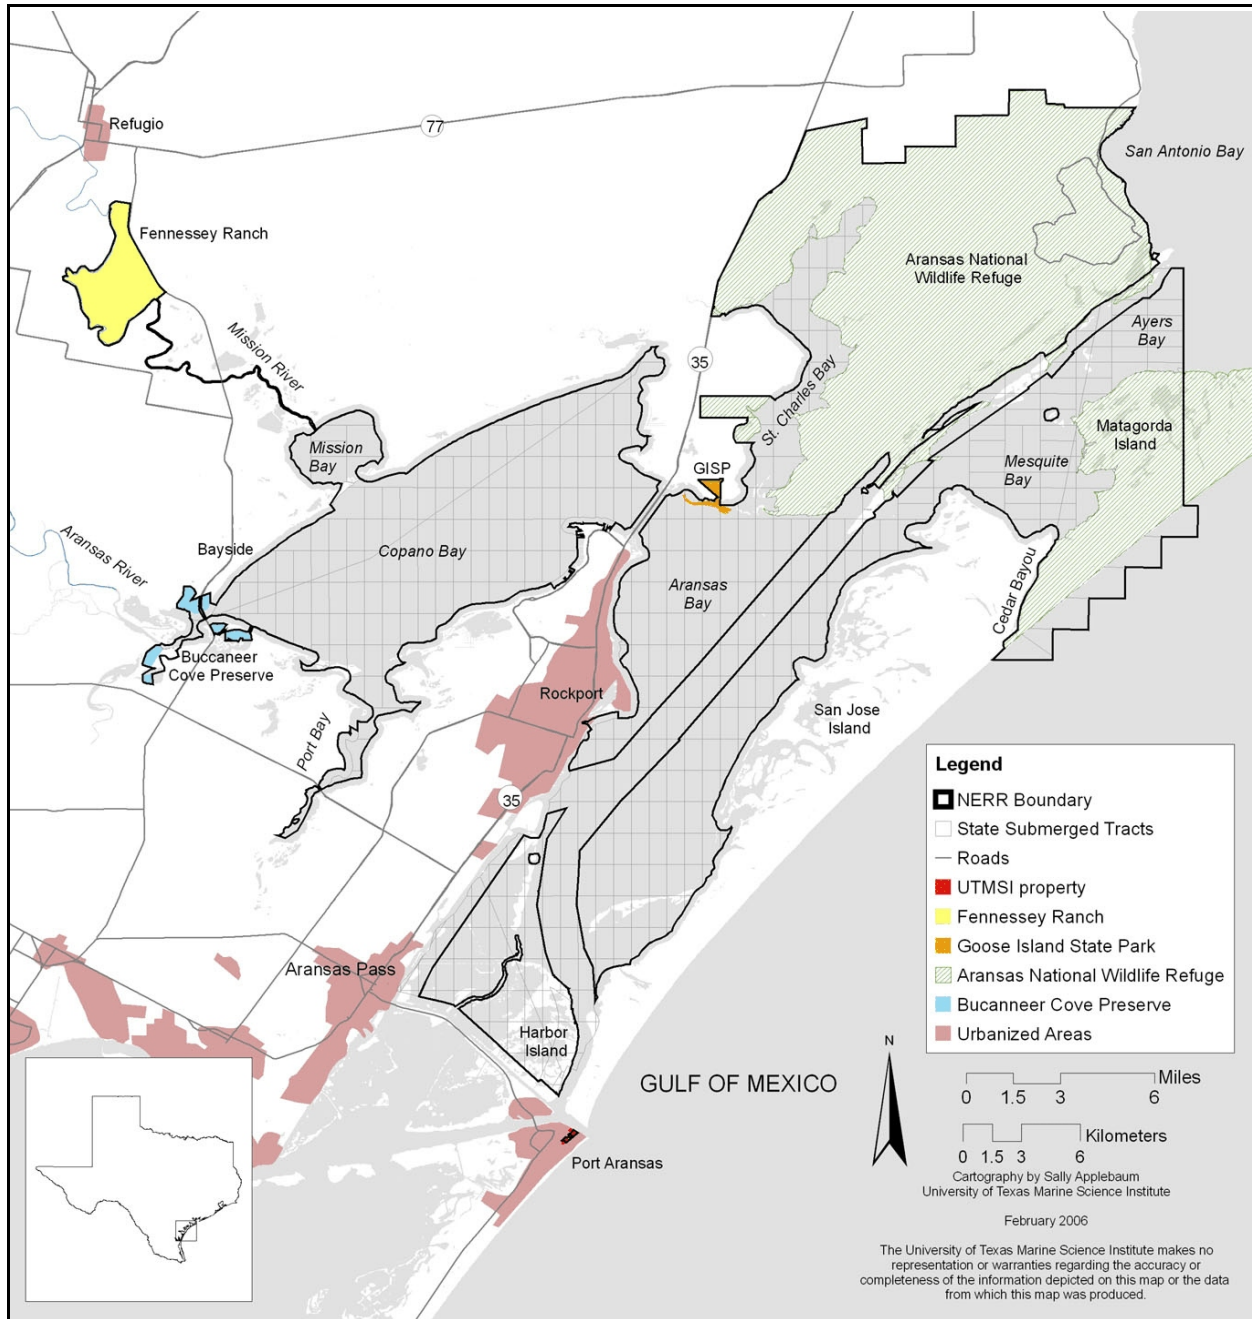 Refugio
77
San Antonio Bay
Fennessey Ranch
Aransas National
Wildlife Refuge
Mission River
35
Ayers
Bay
St. Charles Bay
Matagorda
Island
Mission
Bay
GISP
Mesquite
Bay
Aransas River
Bayside
Copano Bay
Aransas
Bay
Cedar Bayou
Buccaneer
Cove Preserve
Rockport
San Jose
Island
Port Bay
35
Legend
NERR Boundary
State Submerged Tracts
Roads
UTMSI property
Fennessey Ranch
Goose Island State Park
Aransas National Wildlife Refuge
Bucanneer Cove Preserve
Urbanized Areas
Aransas Pass
Harbor
Island
N
GULF OF MEXICO
Miles
0 1.5 3 6
Kilometers
0 1.5 3 6
Port Aransas
Cartography by Sally Applebaum
University of Texas Marine Science Institute
February 2006
The University of Texas Marine Science Institute makes no
representation or warranties regarding the accuracy or
completeness of the information depicted on this map or the data
from which this map was produced.